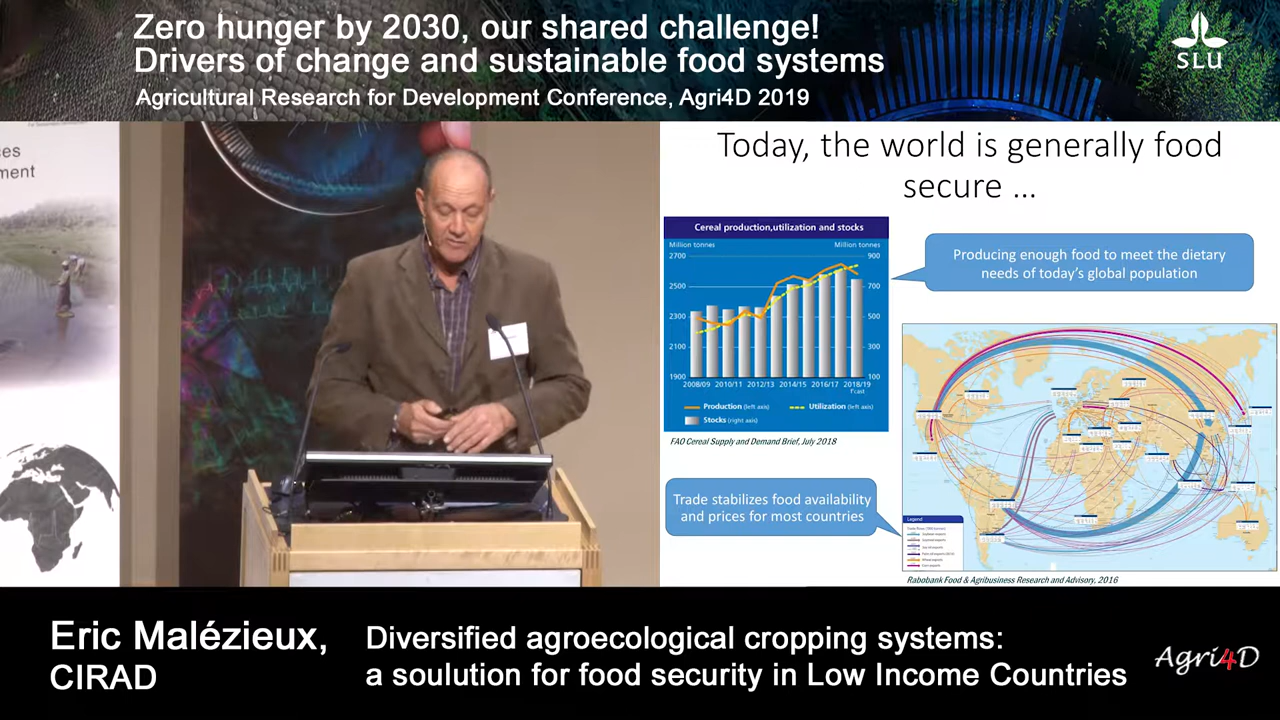 Zero hunger by 2030, our shared challenge!
Drivers of change and sustainable food systems
Agricultural Research for Development Conference, Agri4D 2019
SLU
ces
ment
Today, the world is generally food
secure ...
Cereal production,utilization and stocks
Million tonnes
Million tonnes
2700
900
2500
700
2300
500
2100
300
1900
100
2008/09 2010/11 2012/13 2014/15 2016/17 2018/19
Fcast
Production (left axis)
Utilization (left axis)
Stocks (right axis)
FAO Cereal Supply and Demand Brief, July 2018
Producing enough food to meet the dietary
needs of today's global population
Trade stabilizes food availability
and prices for most countries
Legend
Rabobank Food & Agribusiness Research and Advisory, 2016
Eric Malézieux,
CIRAD
Diversified agroecological cropping systems:
a soulution for food security in Low Income Countries
Agri4D